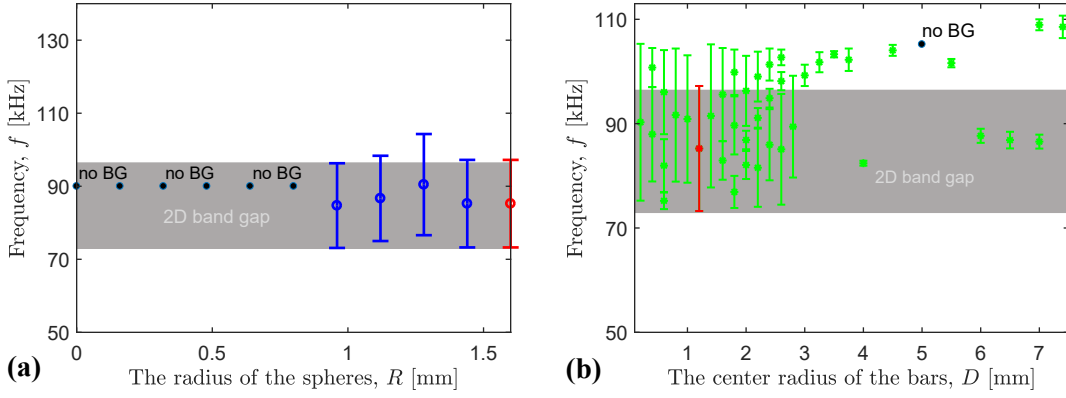 130
110
90
70
50
Frequency, f [kHz]
no BG no BG no BG
2D band gap
0 0.5 1 1.5
The radius of the spheres, R [mm]
(a)
110
90
70
50
Frequency, f [kHz]
no BG
2D band gap
1 2 3 4 5 6 7
The center radius of the bars, D [mm]
(b)